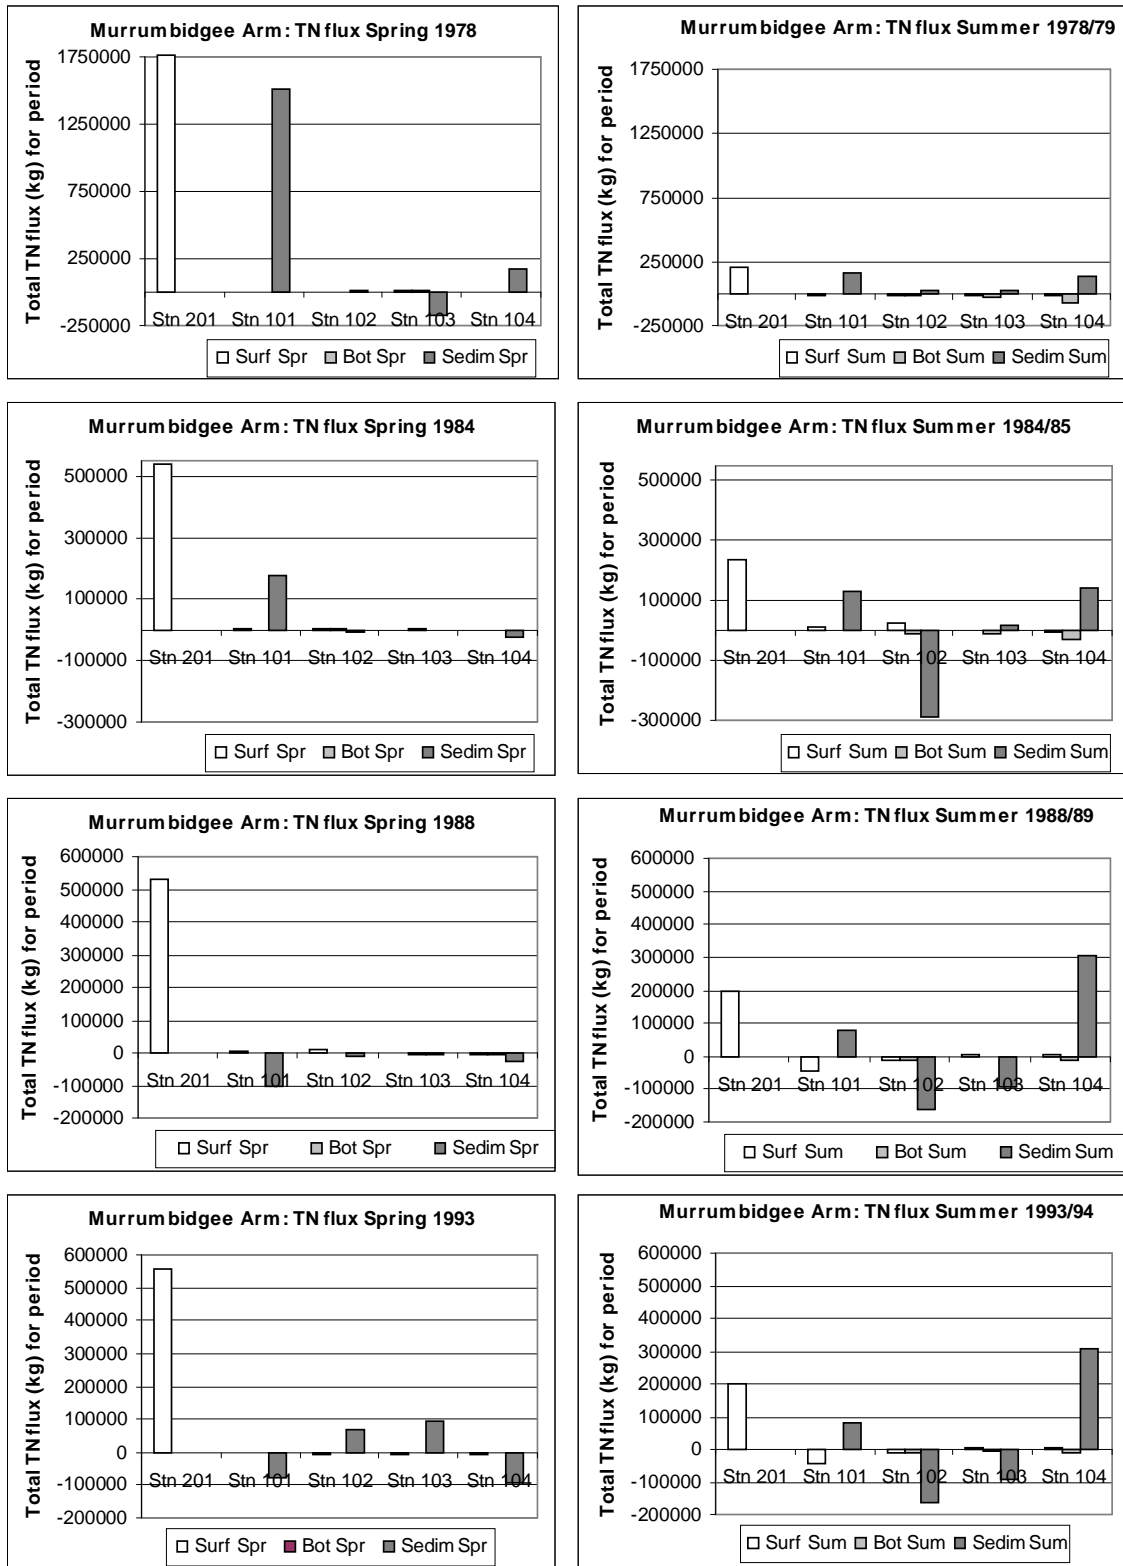 Murrumbidgee Arm: TN flux Spring 1978
Total TN flux (kg) for period
1750000
1250000
750000
250000
-250000
Stn 201 Stn 101 Stn 102 Stn 103 Stn 104
Surf Spr Bot Spr Sedim Spr
Murrumbidgee Arm: TN flux Summer 1978/79
Total TN flux (kg) for period
1750000
1250000
750000
250000
-250000
Stn 201 Stn 101 Stn 102 Stn 103 Stn 104
Surf Sum Bot Sum Sedim Sum
Murrumbidgee Arm: TN flux Spring 1984
Total TN flux (kg) for period
500000
300000
100000
-100000
-300000
Stn 201 Stn 101 Stn 102 Stn 103 Stn 104
Surf Spr Bot Spr Sedim Spr
Murrumbidgee Arm: TN flux Summer 1984/85
Total TN flux (kg) for period
500000
300000
100000
-100000
-300000
Stn 201 Stn 101 Stn 102 Stn 103 Stn 104
Surf Sum Bot Sum Sedim Sum
Murrumbidgee Arm: TN flux Spring 1988
Total TN flux (kg) for period
600000
500000
400000
300000
200000
100000
0
-100000
-200000
Stn 201 Stn 101 Stn 102 Stn 103 Stn 104
Surf Spr Bot Spr Sedim Spr
Murrumbidgee Arm: TN flux Summer 1988/89
Total TN flux (kg) for period
600000
500000
400000
300000
200000
100000
0
-100000
-200000
Stn 201 Stn 101 Stn 102 Stn 103 Stn 104
Surf Sum Bot Sum Sedim Sum
Murrumbidgee Arm: TN flux Spring 1993
Total TN flux (kg) for period
600000
500000
400000
300000
200000
100000
0
-100000
-200000
Stn 201 Stn 101 Stn 102 Stn 103 Stn 104
Surf Spr Bot Spr Sedim Spr
Murrumbidgee Arm: TN flux Summer 1993/94
Total TN flux (kg) for period
600000
500000
400000
300000
200000
100000
0
-100000
-200000
Stn 201 Stn 101 Stn 102 Stn 103 Stn 104
Surf Sum Bot Sum Sedim Sum